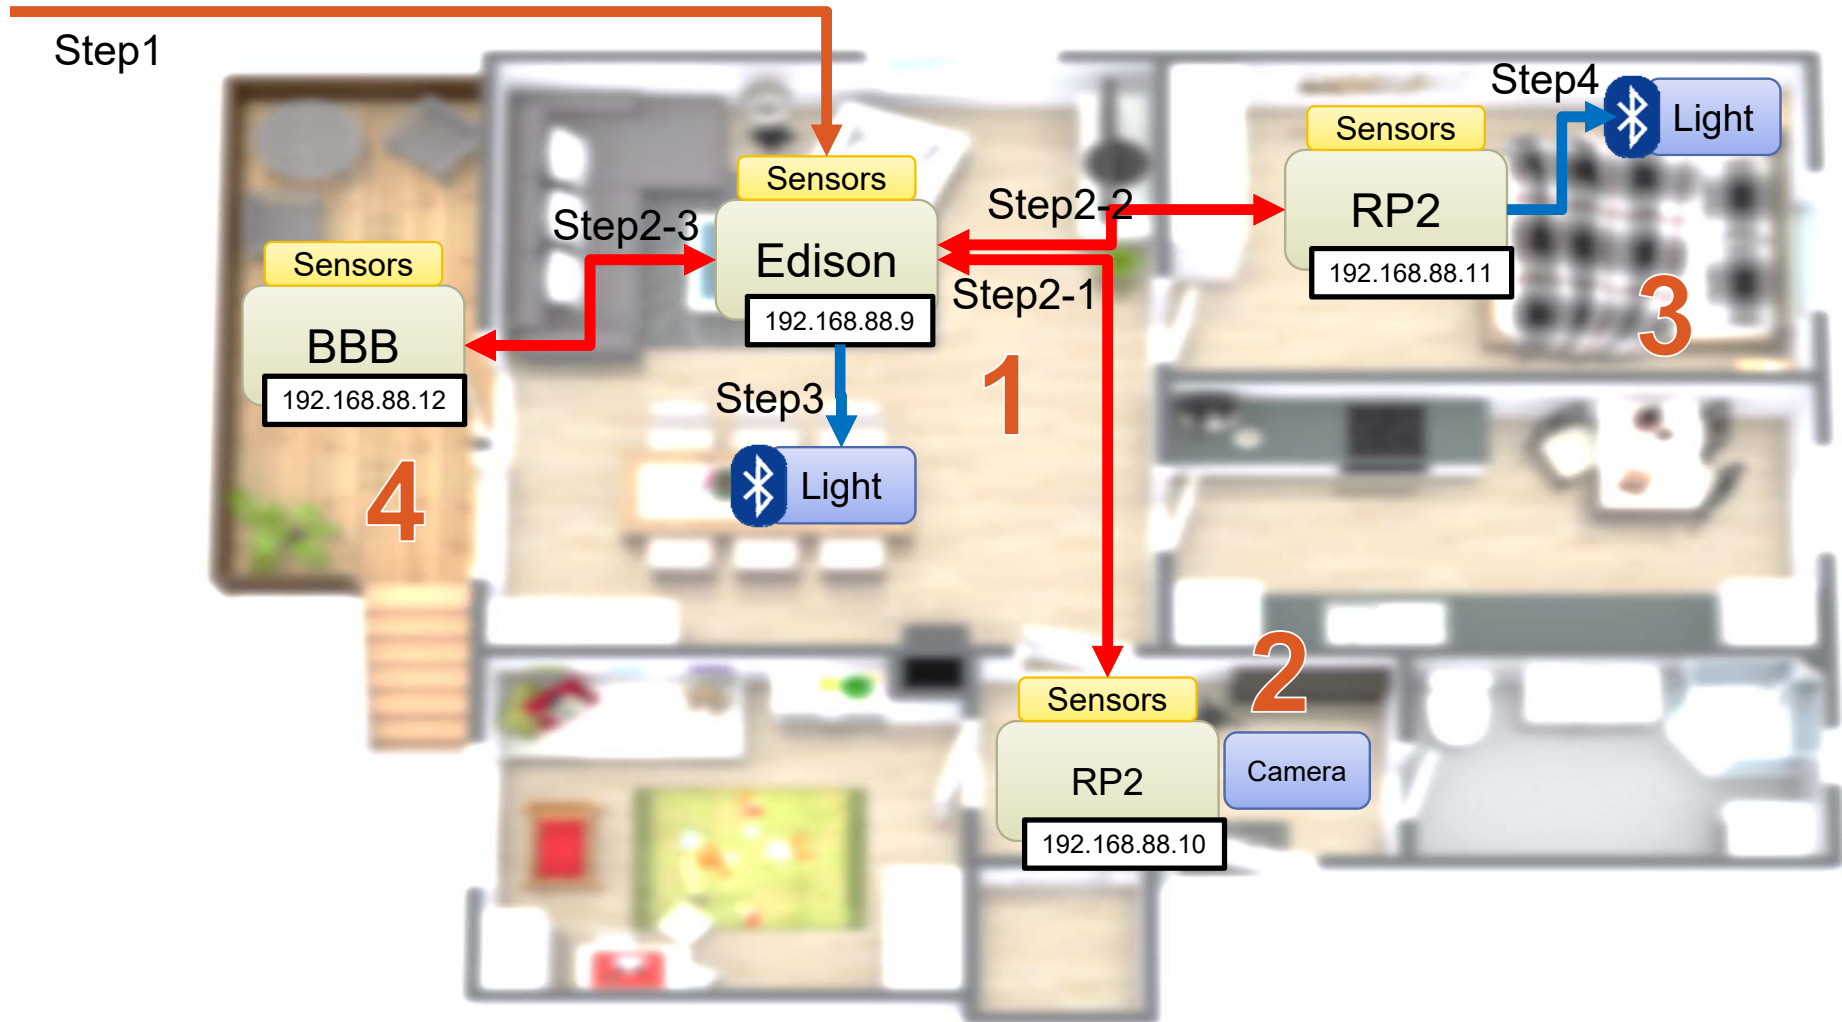 Step1
Step4
Light
Sensors
RP2
192.168.88.11
3
Sensors
Edison
192.168.88.9
Step2-2
Step2-1
Step2-3
Sensors
BBB
192.168.88.12
4
1
Step3
Light
2
Sensors
RP2
192.168.88.10
Camera